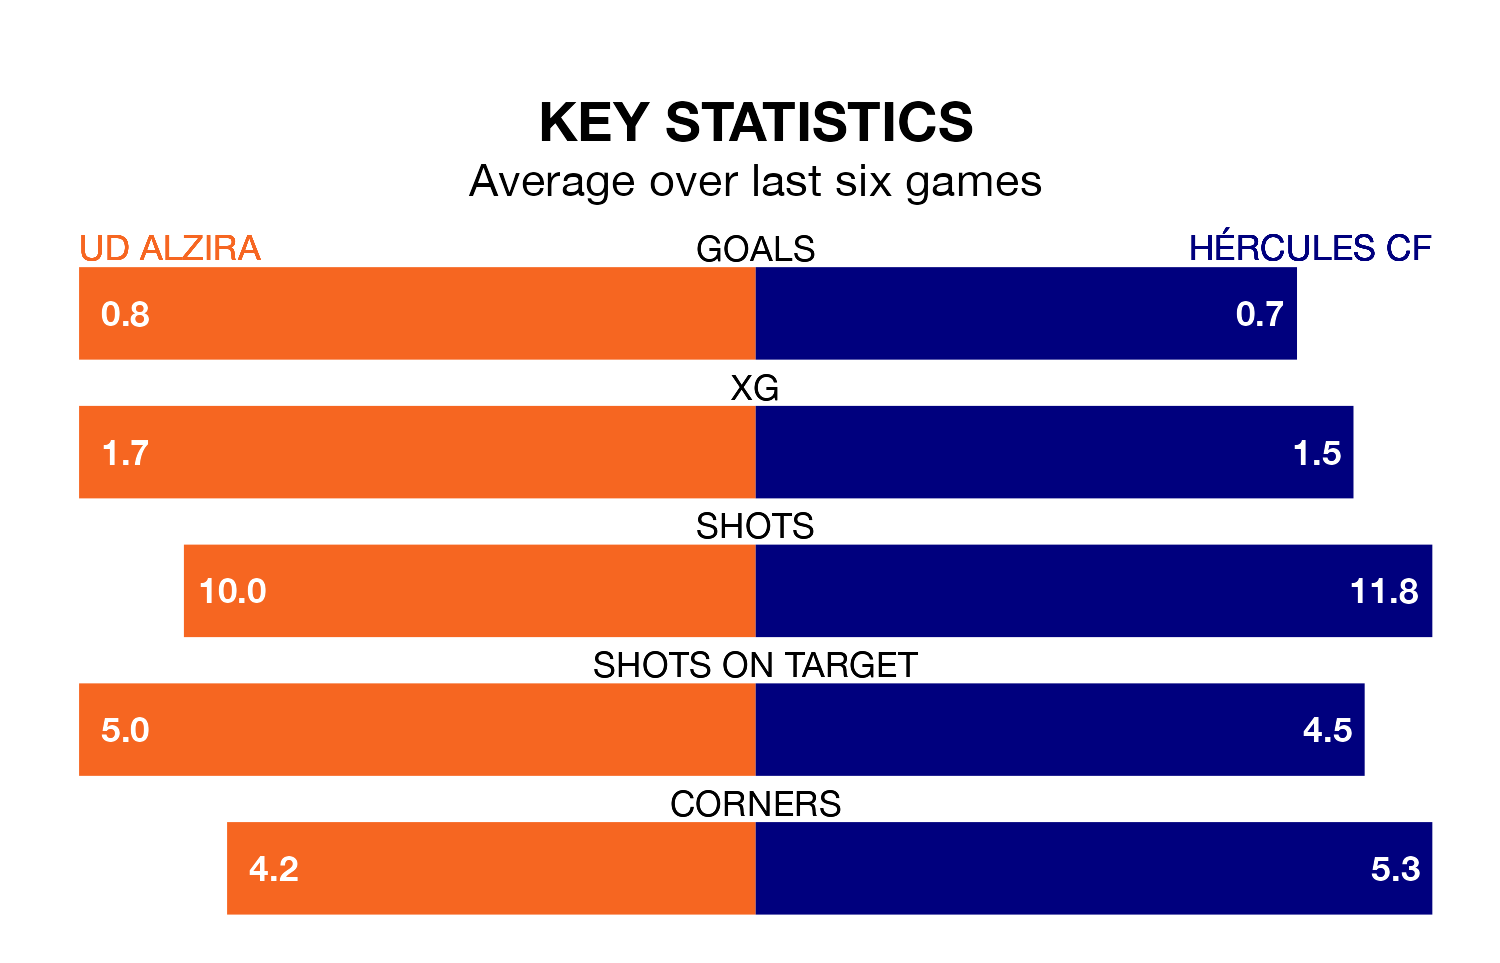 KEY STATISTICS
Average over last six games
UD ALZIRA GOALS HÉRCULES CF
0.8 0.7
XG
1.7 1.5
SHOTS
10.0 11.8
SHOTS ON TARGET
5.0 4.5
CORNERS
4.2 5.3